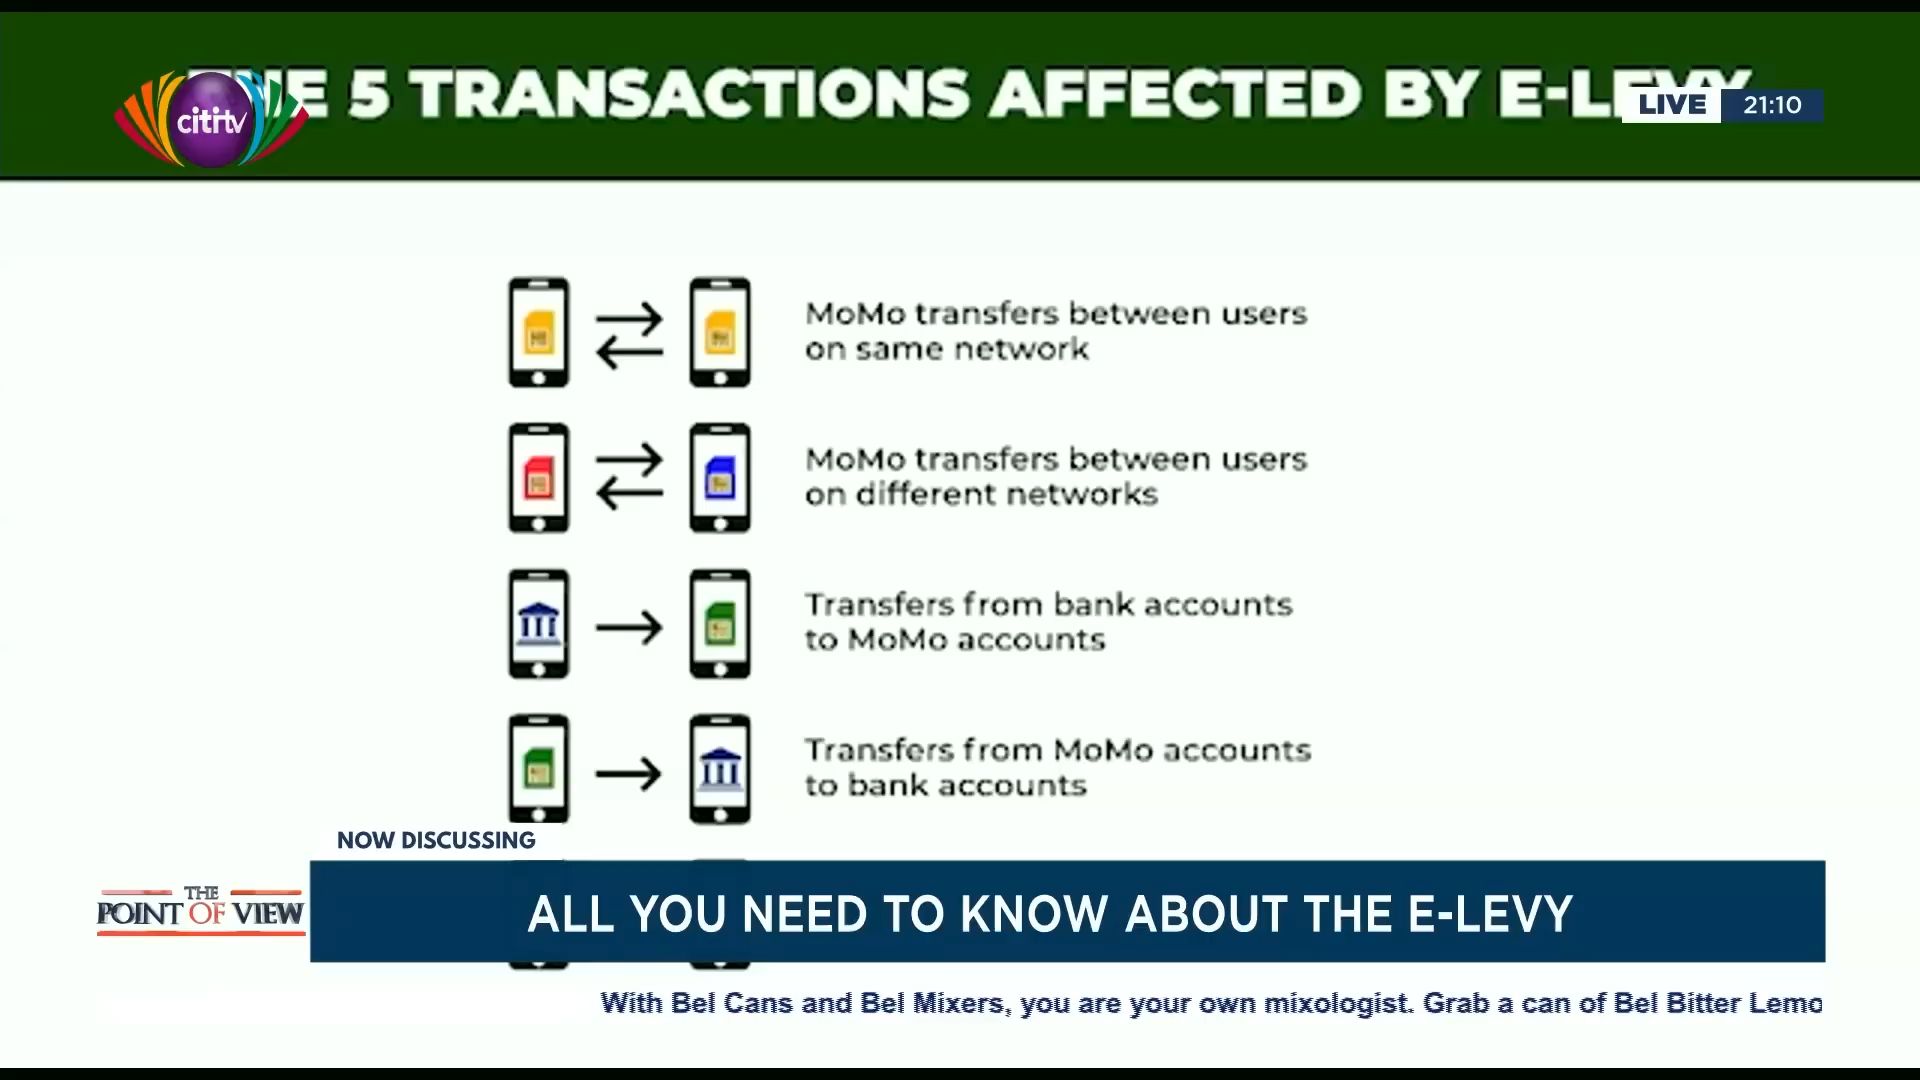 THE 5 TRANSACTIONS AFFECTED BY E-LEVY
citi tv
LIVE 21:10
MoMo transfers between users
on same network
MoMo transfers between users
on different networks
Transfers from bank accounts
to MoMo accounts
Transfers from MoMo accounts
to bank accounts
NOW DISCUSSING
THE
POINT OF VIEW
ALL YOU NEED TO KNOW ABOUT THE E-LEVY
With Bel Cans and Bel Mixers, you are your own mixologist. Grab a can of Bel Bitter Lemo